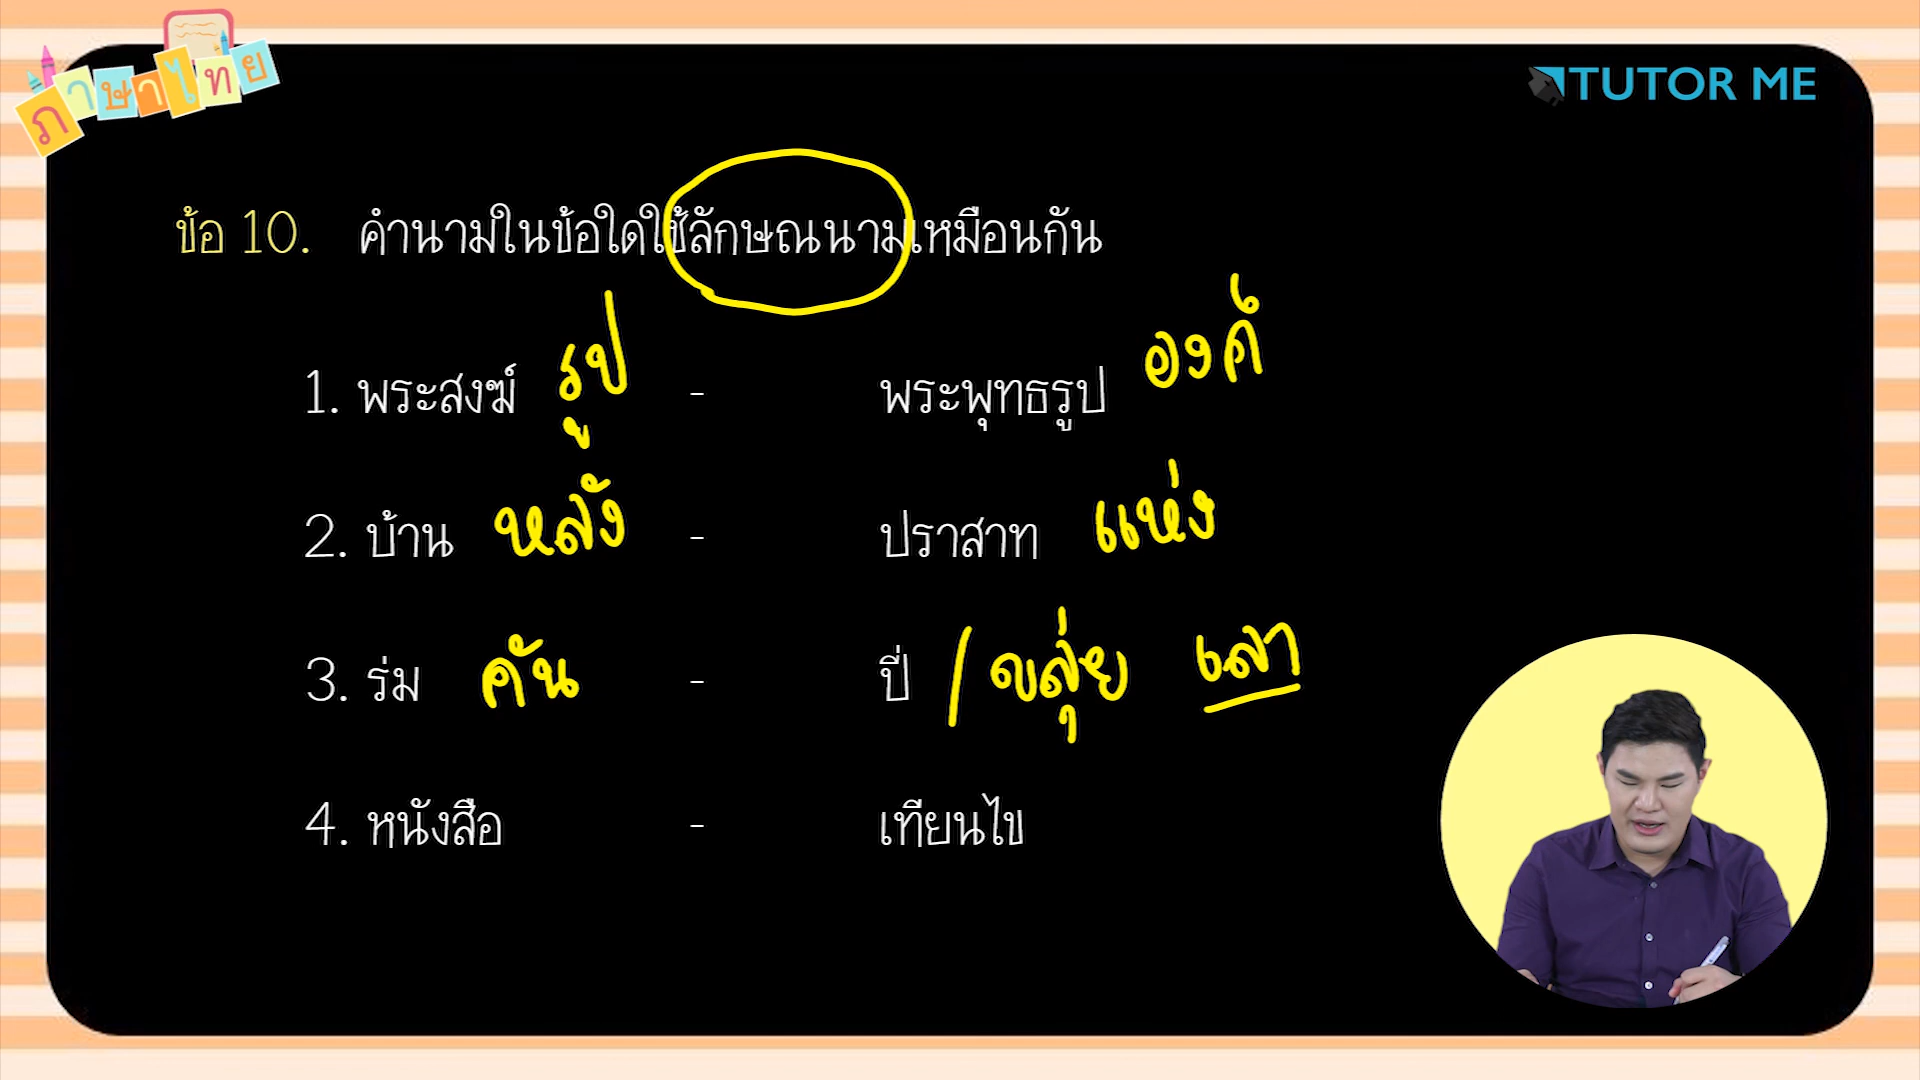 ภาษาไทย
TUTOR ME
ข้อ 10. คำนามในข้อใดใช้ลักษณนามเหมือนกัน
1. พระสงฆ์ รูป - พระพุทธรูป องค์
2. บ้าน หลัง - ปราสาท แห่ง
3. ร่ม คัน - ปี่ / ขลุ่ย เลา
4. หนังสือ - เทียนไข